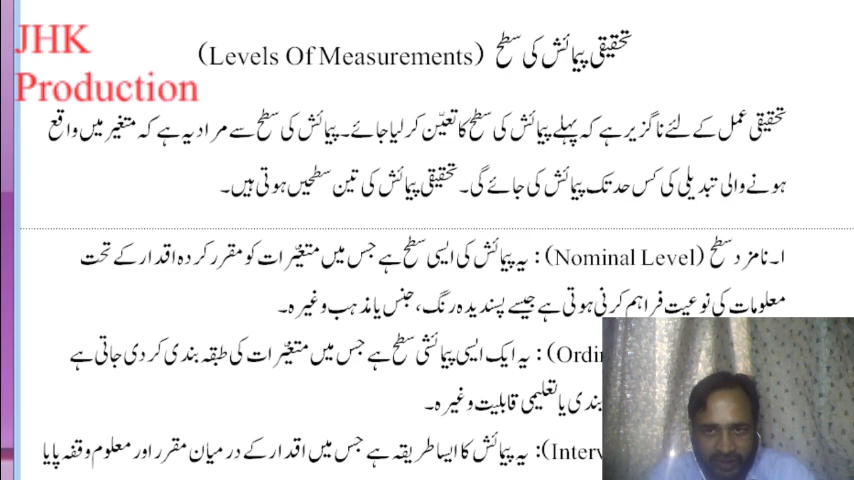 JHK
Production
تحقیقی پیمائش کی سطح (Levels Of Measurements)
تحقیقی عمل کے لئے ناگزیر ہے کہ پہلے پیمائش کی سطح کا تعیّن کر لیا جائے۔ پیمائش کی سطح سے مراد یہ ہے کہ متغیر میں واقع
ہونے والی تبدیلی کی کس حد تک پیمائش کی جائے گی۔ تحقیقی پیمائش کی تین سطحیں ہوتی ہیں۔
۱۔ نامزد سطح (Nominal Level): یہ پیمائش کی ایسی سطح ہے جس میں متغیّرات کو مقرر کردہ اقدار کے تحت
معلومات کی نوعیت فراہم کرنی ہوتی ہے جیسے پسندیدہ رنگ، جنس یا مذہب وغیرہ۔
(Ordi): یہ ایک ایسی پیمائشی سطح ہے جس میں متغیّرات کی طبقہ بندی کر دی جاتی ہے
بندی یا تعلیمی قابلیت وغیرہ۔
(Interv): یہ پیمائش کا ایسا طریقہ ہے جس میں اقدار کے درمیان مقرر اور معلوم وقفہ پایا